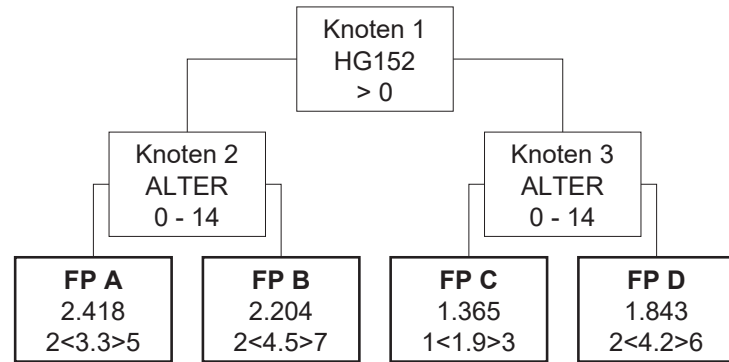 Knoten 1
HG152
> 0
Knoten 2
ALTER
0 - 14
Knoten 3
ALTER
0 - 14
FP A
2.418
2<3.3>5
FP B
2.204
2<4.5>7
FP C
1.365
1<1.9>3
FP D
1.843
2<4.2>6